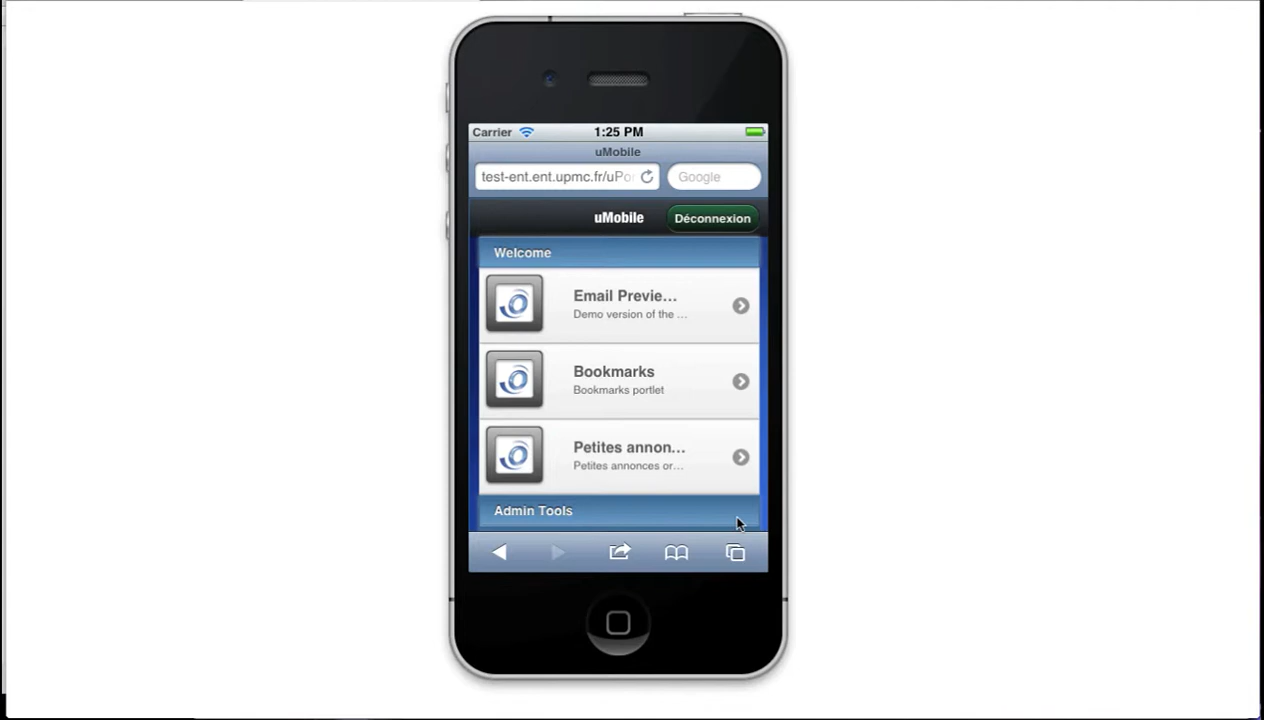 Carrier 1:25 PM
uMobile
test-ent.ent.upmc.fr/uPor Google
uMobile Déconnexion
Welcome
Email Previe...
Demo version of the ...
Bookmarks
Bookmarks portlet
Petites annon...
Petites annonces or...
Admin Tools